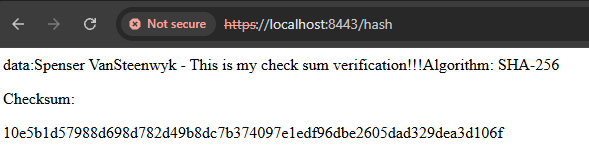 Not secure https://localhost:8443/hash
data:Spenser VanSteenwyk - This is my check sum verification!!!Algorithm: SHA-256
Checksum:
10e5b1d57988d698d782d49b8dc7b374097e1edf96dbe2605dad329dea3d106f